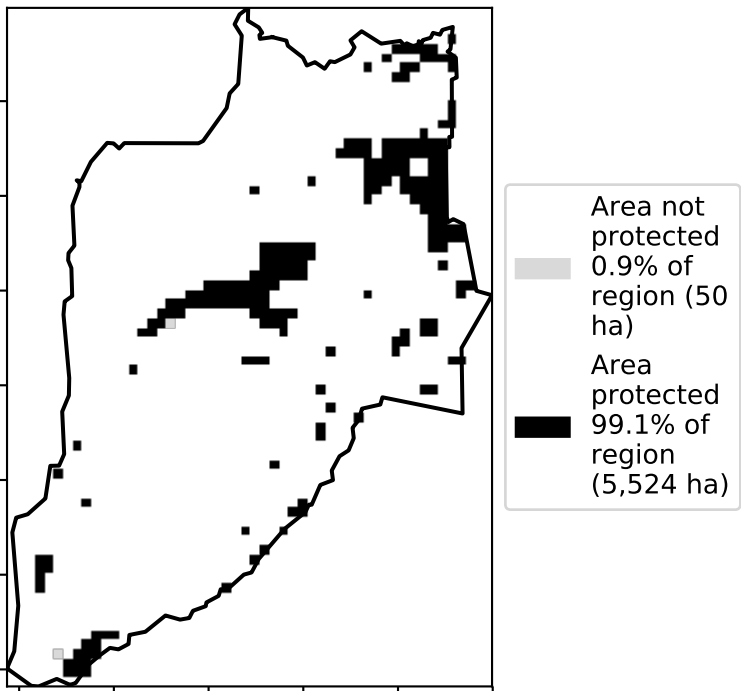 Area not
protected
0.9% of
region (50
ha)
Area
protected
99.1% of
region
(5,524 ha)